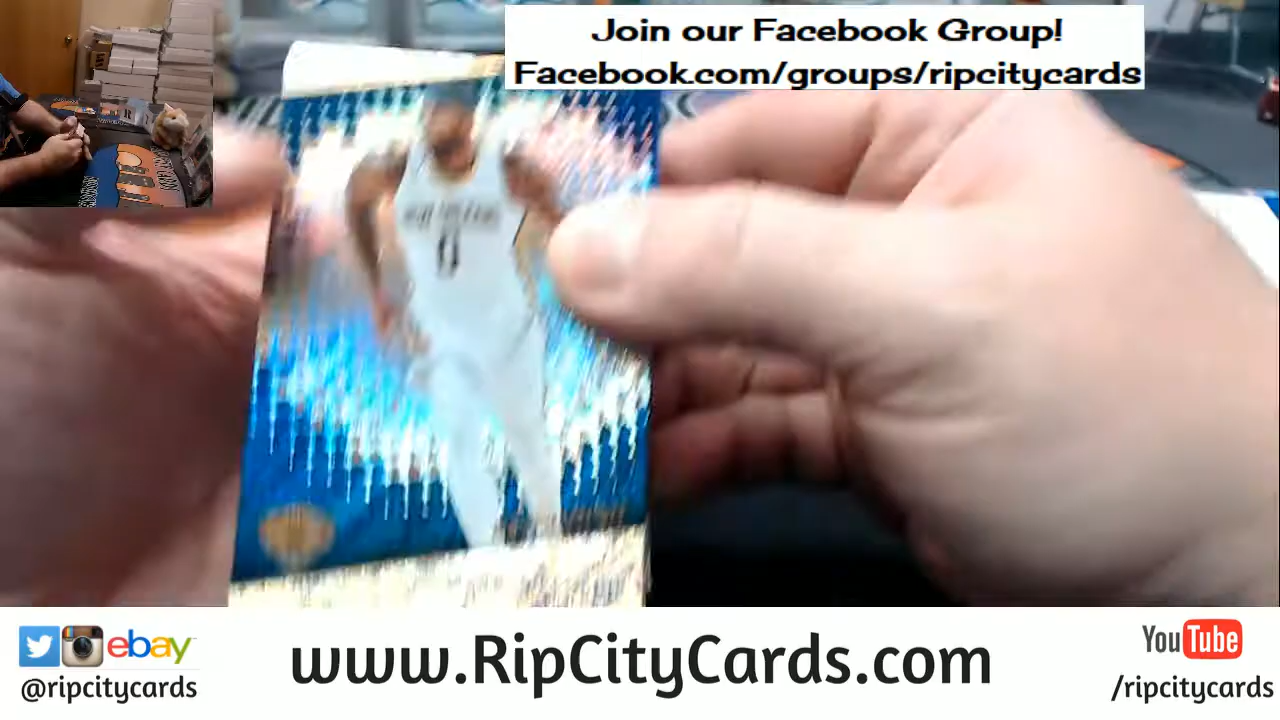 Join our Facebook Group!
Facebook.com/groups/ripcitycards
ebay
@ripcitycards
www.RipCityCards.com
YouTube
/ripcitycards